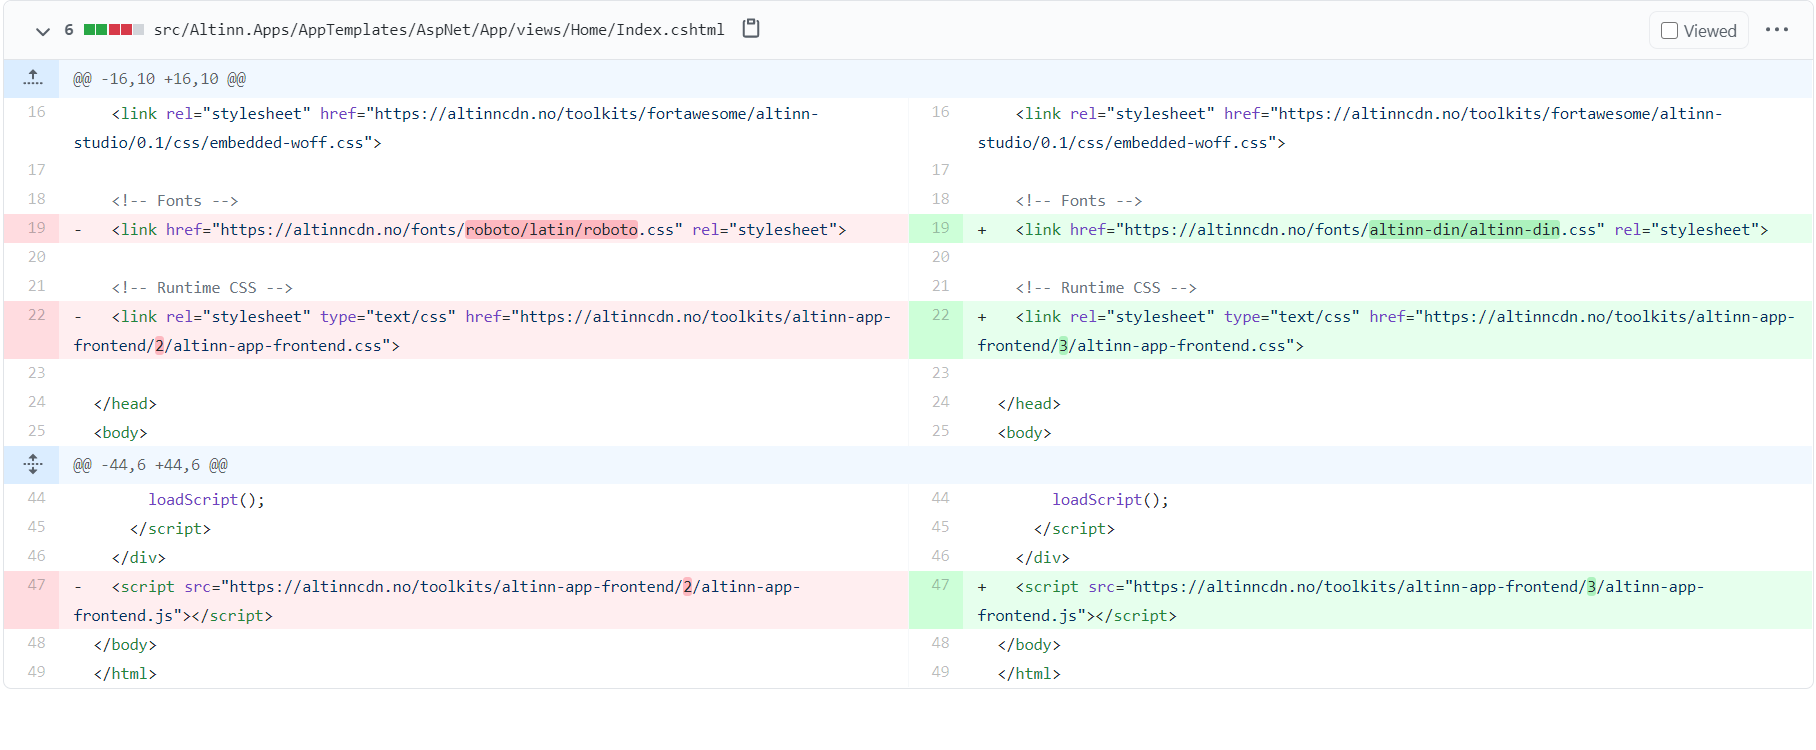 6 src/Altinn.Apps/AppTemplates/AspNet/App/views/Home/Index.cshtml Viewed
@@ -16,10 +16,10 @@
16 <link rel="stylesheet" href="https://altinncdn.no/toolkits/fortawesome/altinn-
studio/0.1/css/embedded-woff.css">
17
18 <!-- Fonts -->
19 - <link href="https://altinncdn.no/fonts/roboto/latin/roboto.css" rel="stylesheet">
20
21 <!-- Runtime CSS -->
22 - <link rel="stylesheet" type="text/css" href="https://altinncdn.no/toolkits/altinn-app-
frontend/2/altinn-app-frontend.css">
23
24 </head>
25 <body>
16 <link rel="stylesheet" href="https://altinncdn.no/toolkits/fortawesome/altinn-
studio/0.1/css/embedded-woff.css">
17
18 <!-- Fonts -->
19 + <link href="https://altinncdn.no/fonts/altinn-din/altinn-din.css" rel="stylesheet">
20
21 <!-- Runtime CSS -->
22 + <link rel="stylesheet" type="text/css" href="https://altinncdn.no/toolkits/altinn-app-
frontend/3/altinn-app-frontend.css">
23
24 </head>
25 <body>
@@ -44,6 +44,6 @@
44 loadScript();
45 </script>
46 </div>
47 - <script src="https://altinncdn.no/toolkits/altinn-app-frontend/2/altinn-app-
frontend.js"></script>
48 </body>
49 </html>
44 loadScript();
45 </script>
46 </div>
47 + <script src="https://altinncdn.no/toolkits/altinn-app-frontend/3/altinn-app-
frontend.js"></script>
48 </body>
49 </html>